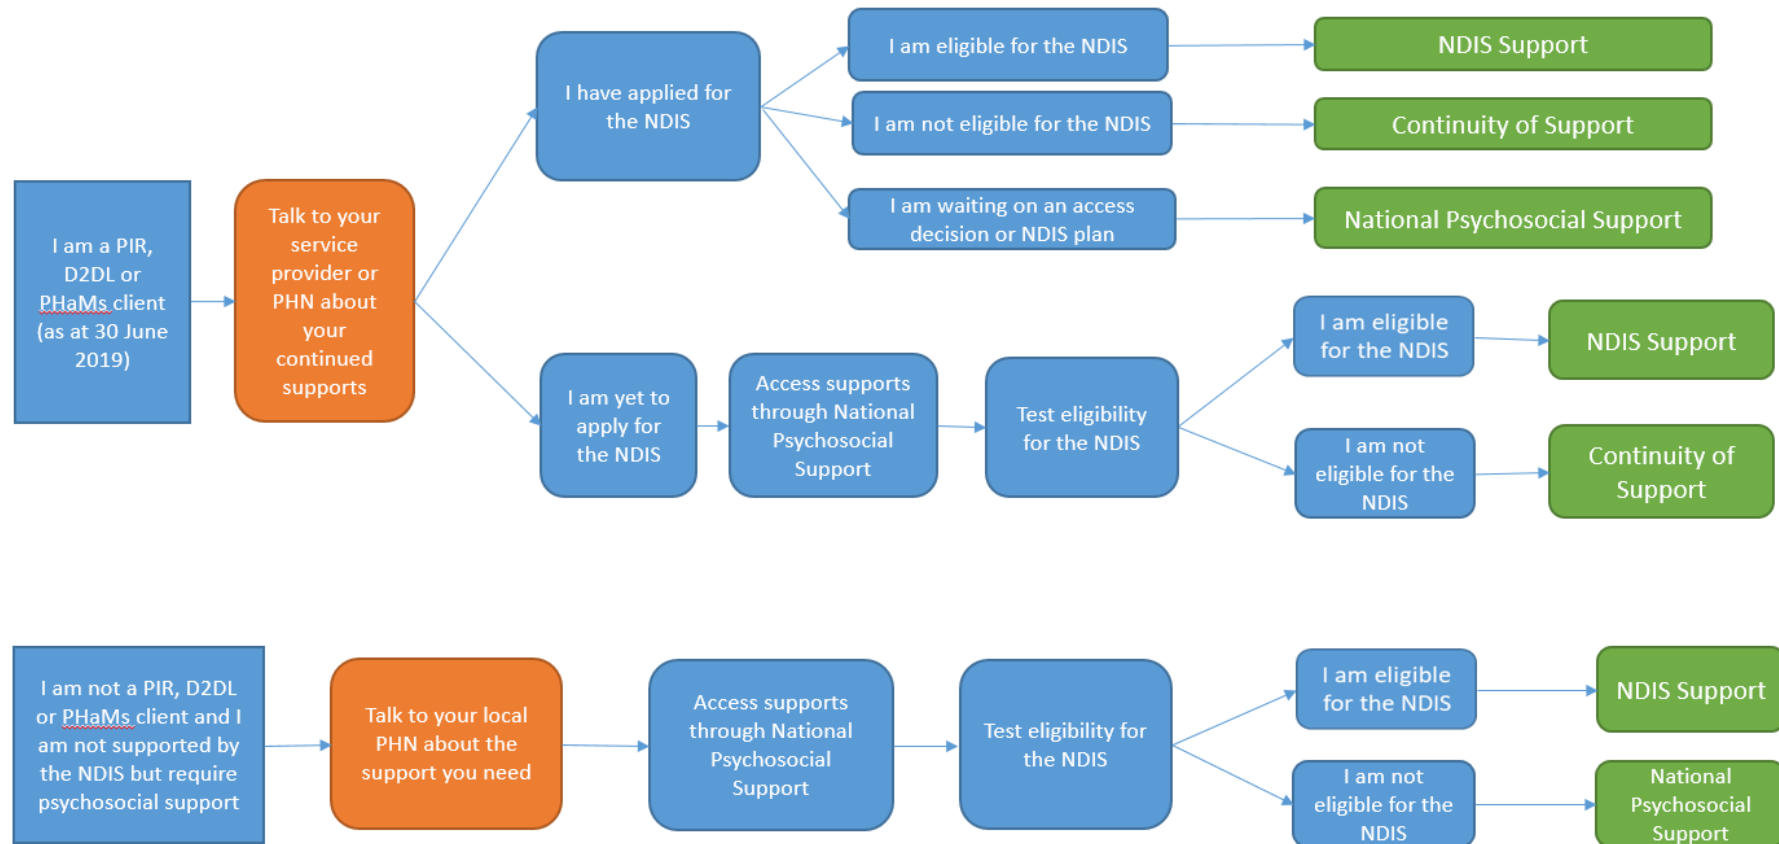 I am a PIR,
D2DL or
PHaMs client
(as at 30 June
2019)
Talk to your
service
provider or
PHN about
your
continued
supports
I have applied for
the NDIS
I am eligible for the NDIS
NDIS Support
I am not eligible for the NDIS
Continuity of Support
I am waiting on an access
decision or NDIS plan
National Psychosocial Support
I am yet to
apply for
the NDIS
Access supports
through National
Psychosocial
Support
Test eligibility
for the NDIS
I am eligible
for the NDIS
NDIS Support
I am not
eligible for the
NDIS
Continuity of
Support
I am not a PIR, D2DL
or PHaMs client and I
am not supported by
the NDIS but require
psychosocial support
Talk to your local
PHN about the
support you need
Access supports
through National
Psychosocial
Support
Test eligibility for
the NDIS
I am eligible
for the NDIS
NDIS Support
I am not
eligible for the
NDIS
National
Psychosocial
Support